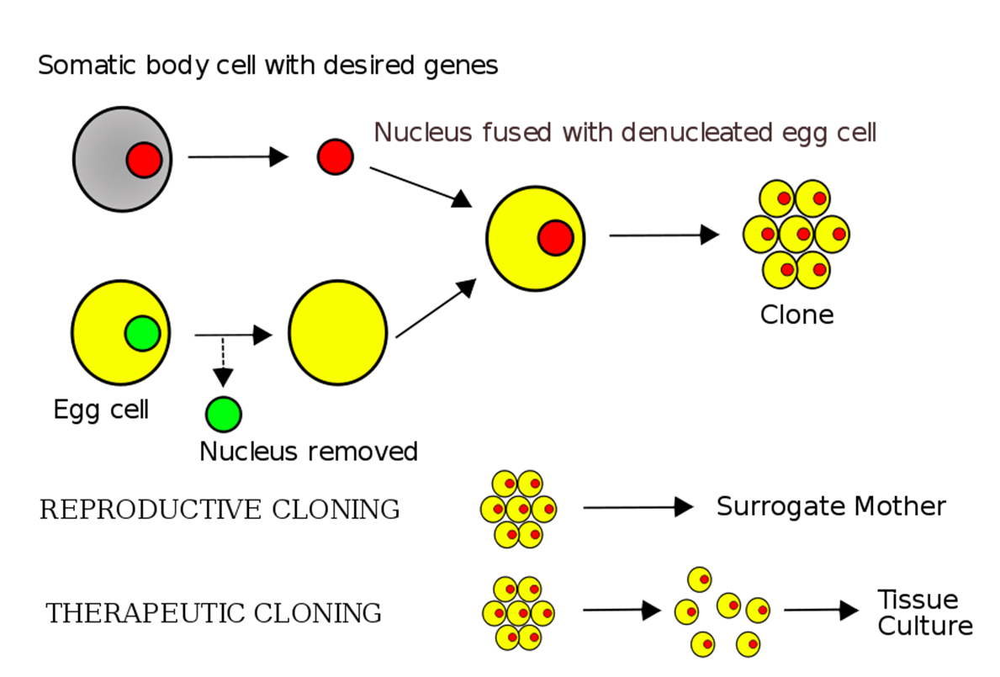 Somatic body cell with desired genes
Nucleus fused with denucleated egg cell
Clone
Egg cell
Nucleus removed
REPRODUCTIVE CLONING
Surrogate Mother
THERAPEUTIC CLONING
Tissue
Culture